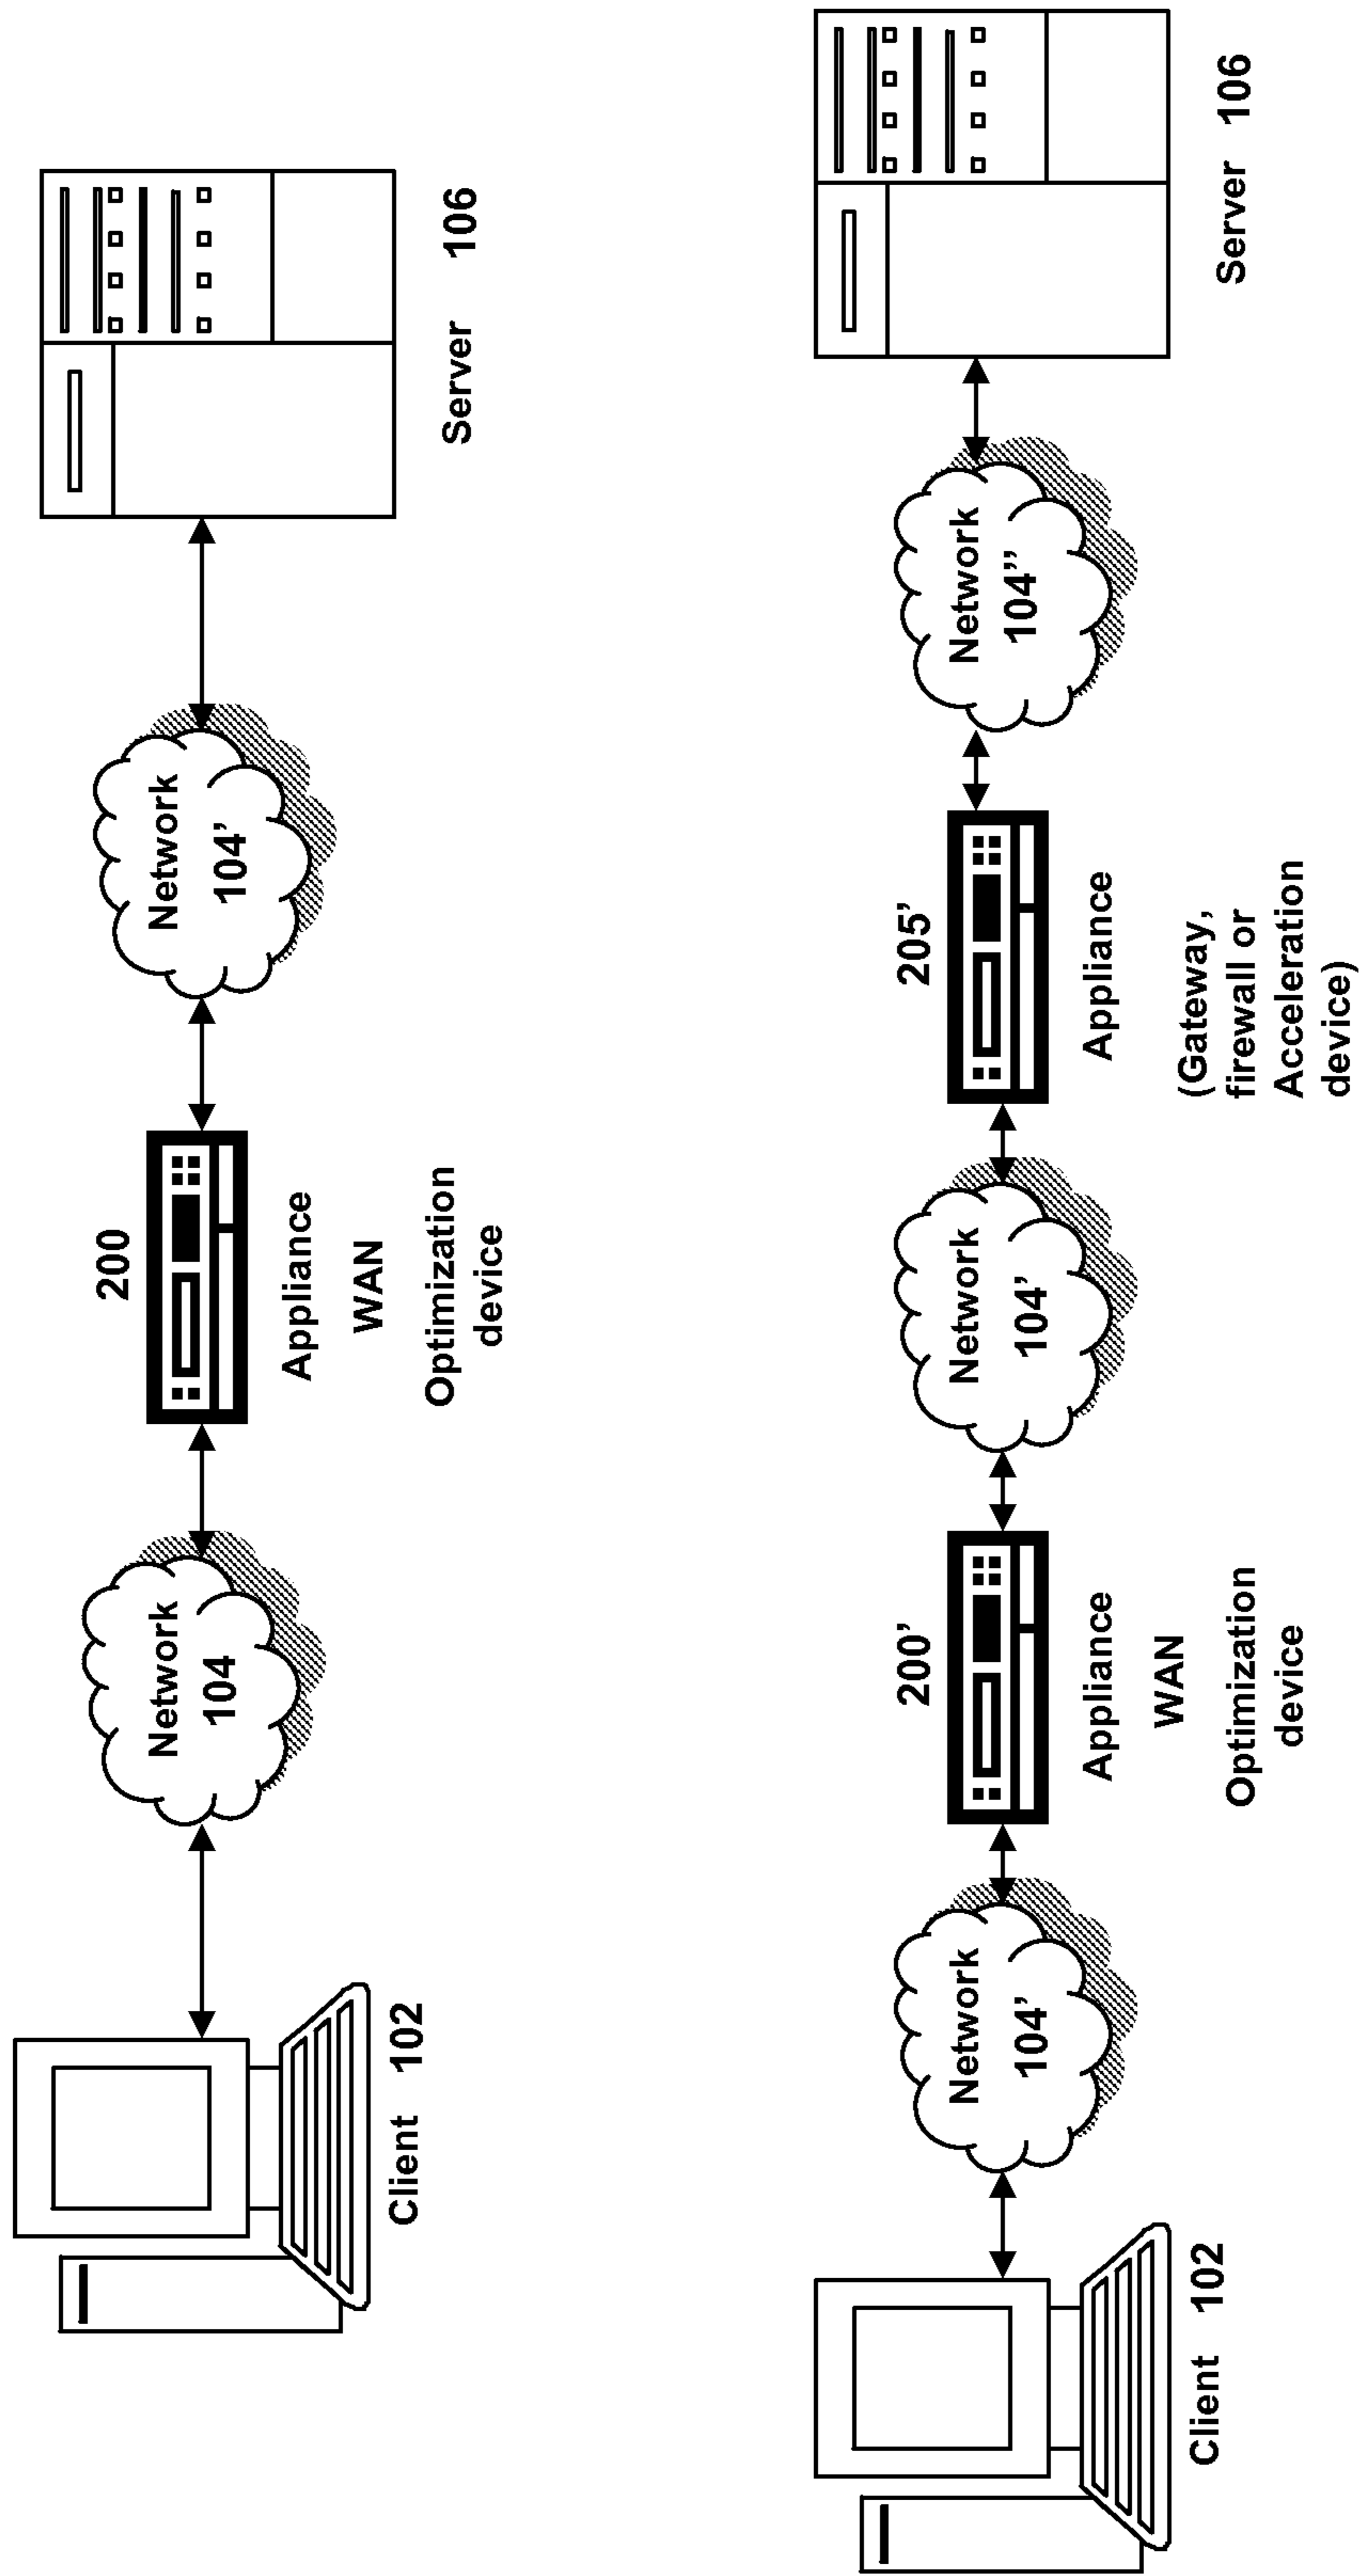 Client 102
Network
104
200
Appliance
WAN
Optimization
device
Network
104’
Server 106
Client 102
Network
104’
200’
Appliance
WAN
Optimization
device
Network
104’
205’
Appliance
(Gateway,
firewall or
Acceleration
device)
Network
104’’
Server 106